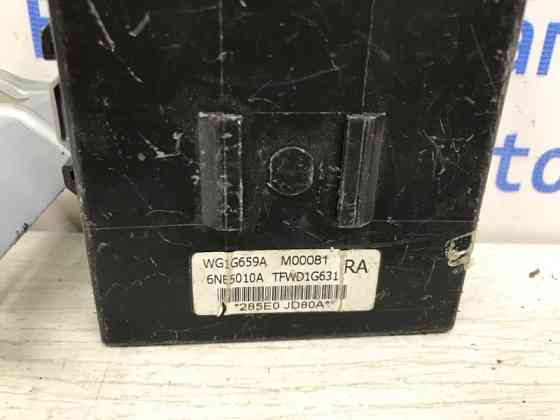 WG1G659A M00081
6NE5010A TFWD1G631
RA
*285E0 JD80A*